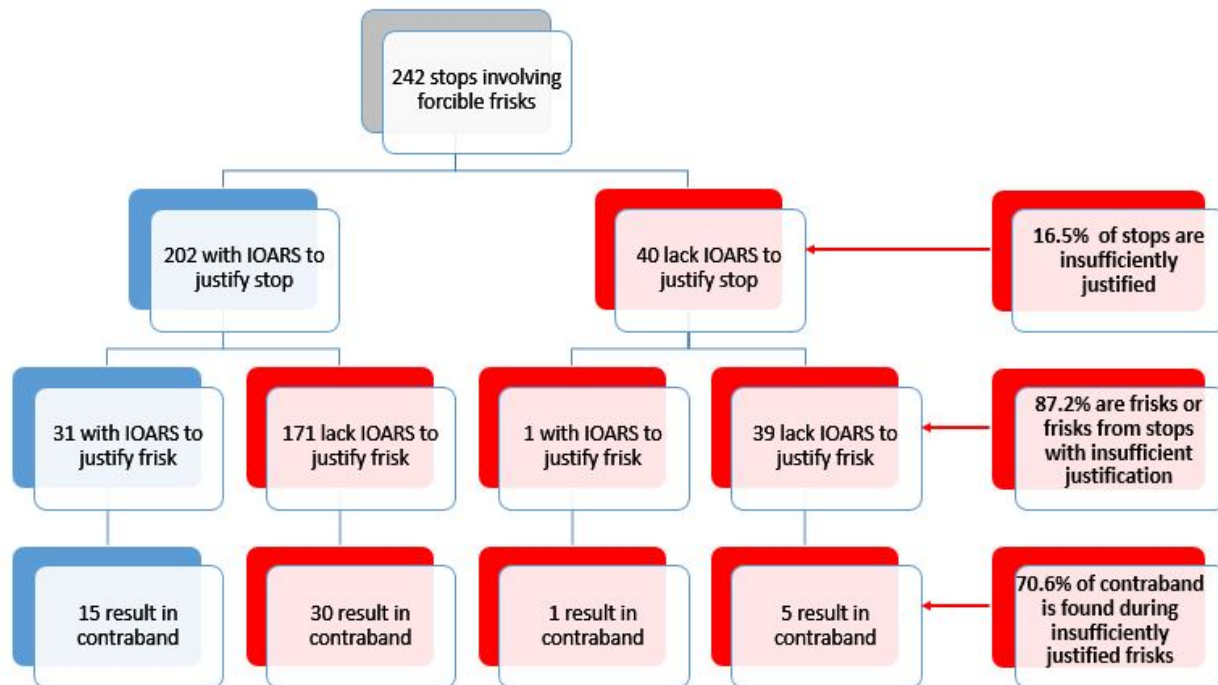 242 stops involving
forcible frisks
202 with IOARS to
justify stop
40 lack IOARS to
justify stop
16.5% of stops are
insufficiently
justified
31 with IOARS to
justify frisk
171 lack IOARS to
justify frisk
1 with IOARS to
justify frisk
39 lack IOARS to
justify frisk
87.2% are frisks or
frisks from stops
with insufficient
justification
15 result in
contraband
30 result in
contraband
1 result in
contraband
5 result in
contraband
70.6% of contraband
is found during
insufficiently
justified frisks